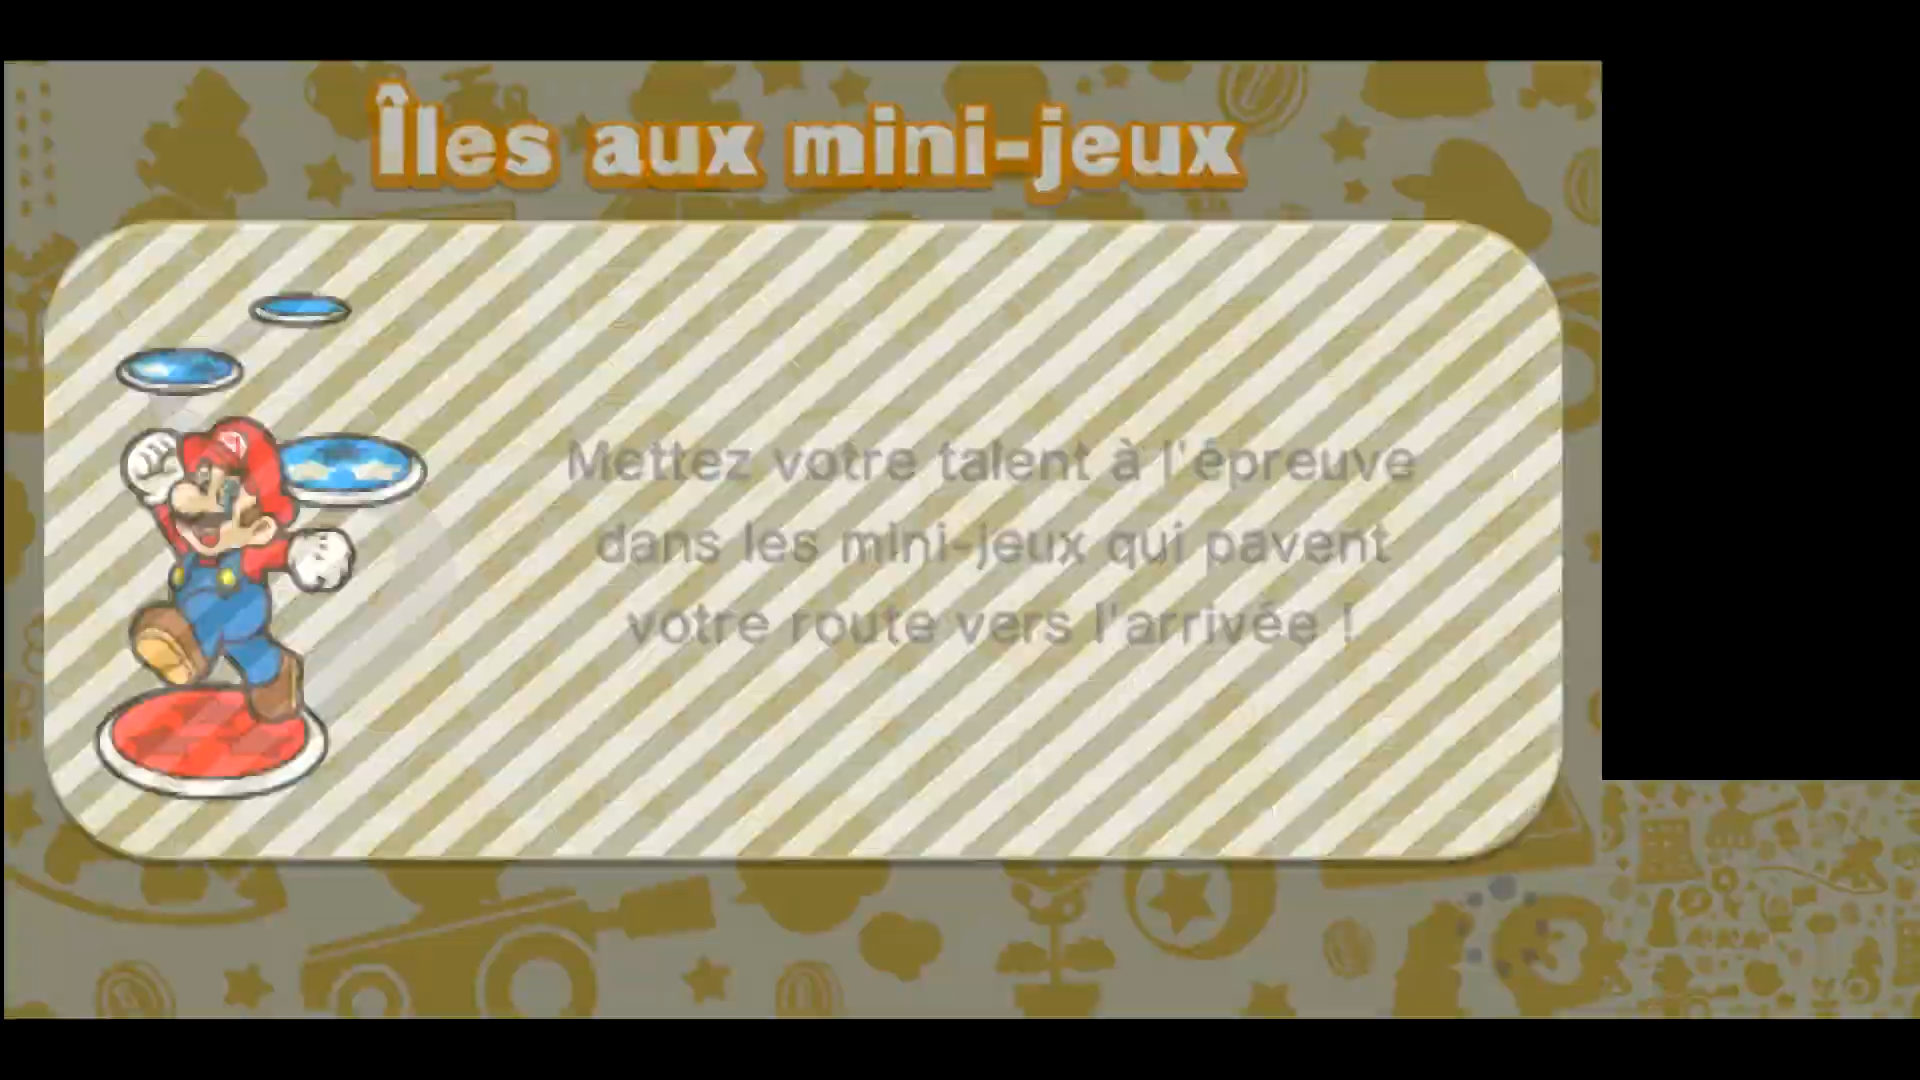 Îles aux mini-jeux
Mettez votre talent à l'épreuve
dans les mini-jeux qui pavent
votre route vers l'arrivée !